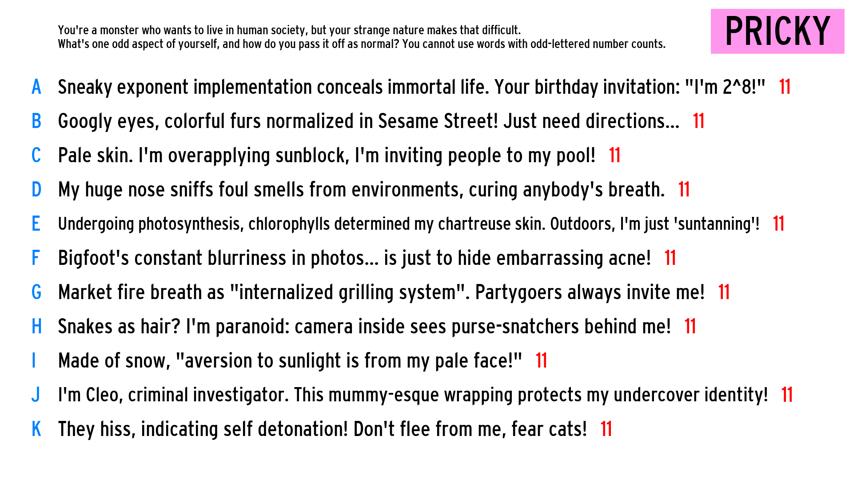 You're a monster who wants to live in human society, but your strange nature makes that difficult.
What's one odd aspect of yourself, and how do you pass it off as normal? You cannot use words with odd-lettered number counts.
PRICKY
A Sneaky exponent implementation conceals immortal life. Your birthday invitation: "I'm 2^8!" 11
B Googly eyes, colorful furs normalized in Sesame Street! Just need directions... 11
C Pale skin. I'm overapplying sunblock, I'm inviting people to my pool! 11
D My huge nose sniffs foul smells from environments, curing anybody's breath. 11
E Undergoing photosynthesis, chlorophylls determined my chartreuse skin. Outdoors, I'm just 'suntanning'! 11
F Bigfoot's constant blurriness in photos... is just to hide embarrassing acne! 11
G Market fire breath as "internalized grilling system". Partygoers always invite me! 11
H Snakes as hair? I'm paranoid: camera inside sees purse-snatchers behind me! 11
I Made of snow, "aversion to sunlight is from my pale face!" 11
J I'm Cleo, criminal investigator. This mummy-esque wrapping protects my undercover identity! 11
K They hiss, indicating self detonation! Don't flee from me, fear cats! 11